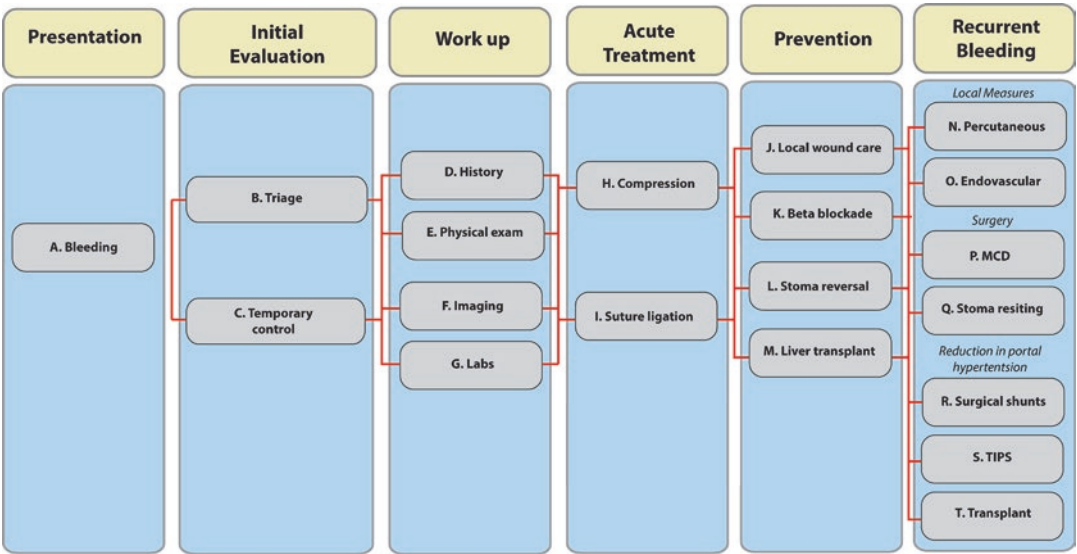 Presentation
Initial
Evaluation
Work up
Acute
Treatment
Prevention
Recurrent
Bleeding
A. Bleeding
B. Triage
C. Temporary
control
D. History
E. Physical exam
F. Imaging
G. Labs
H. Compression
I. Suture ligation
J. Local wound care
K. Beta blockade
L. Stoma reversal
M. Liver transplant
Local Measures
N. Percutaneous
O. Endovascular
Surgery
P. MCD
Q. Stoma resiting
Reduction in portal
hypertentsion
R. Surgical shunts
S. TIPS
T. Transplant